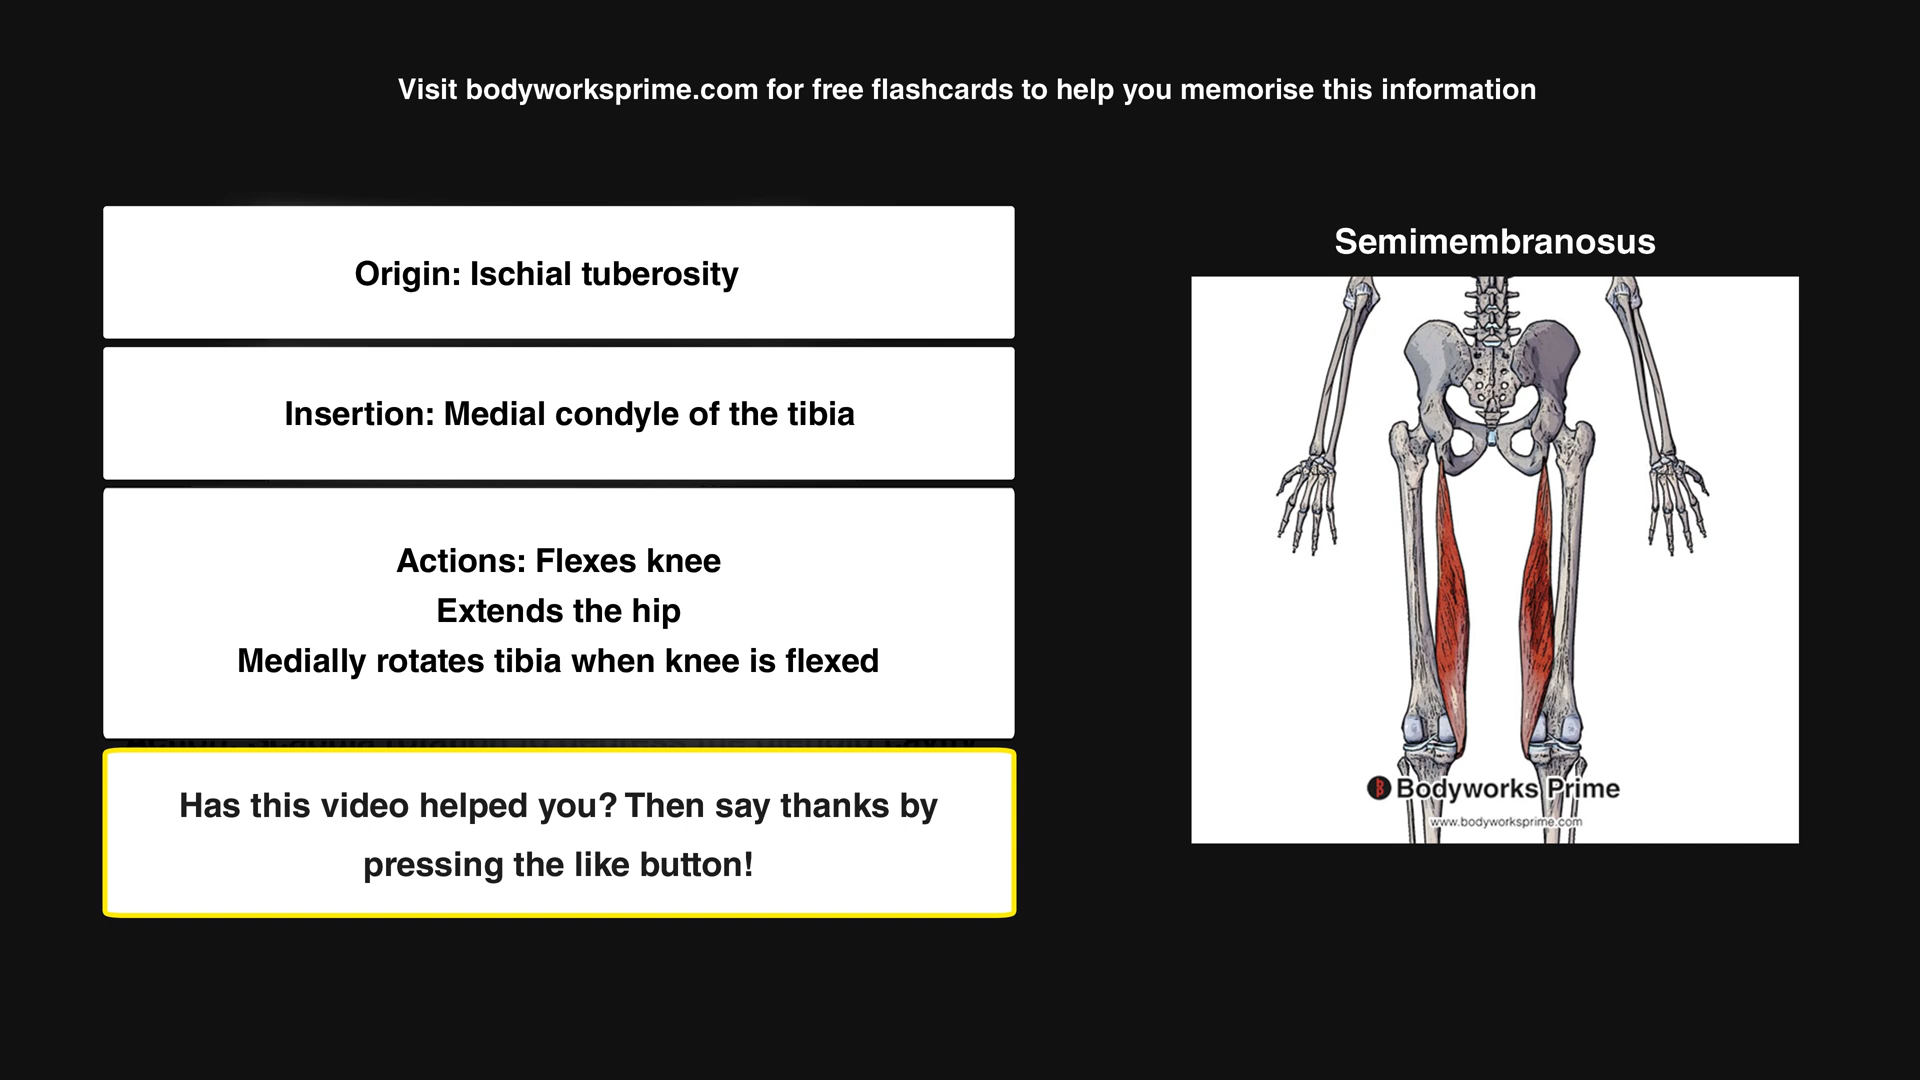 Visit bodyworksprime.com for free flashcards to help you memorise this information
Origin: Ischial tuberosity
Insertion: Medial condyle of the tibia
Actions: Flexes knee
Extends the hip
Medially rotates tibia when knee is flexed
Has this video helped you? Then say thanks by
pressing the like button!
Semimembranosus
Bodyworks Prime
www.bodyworksprime.com